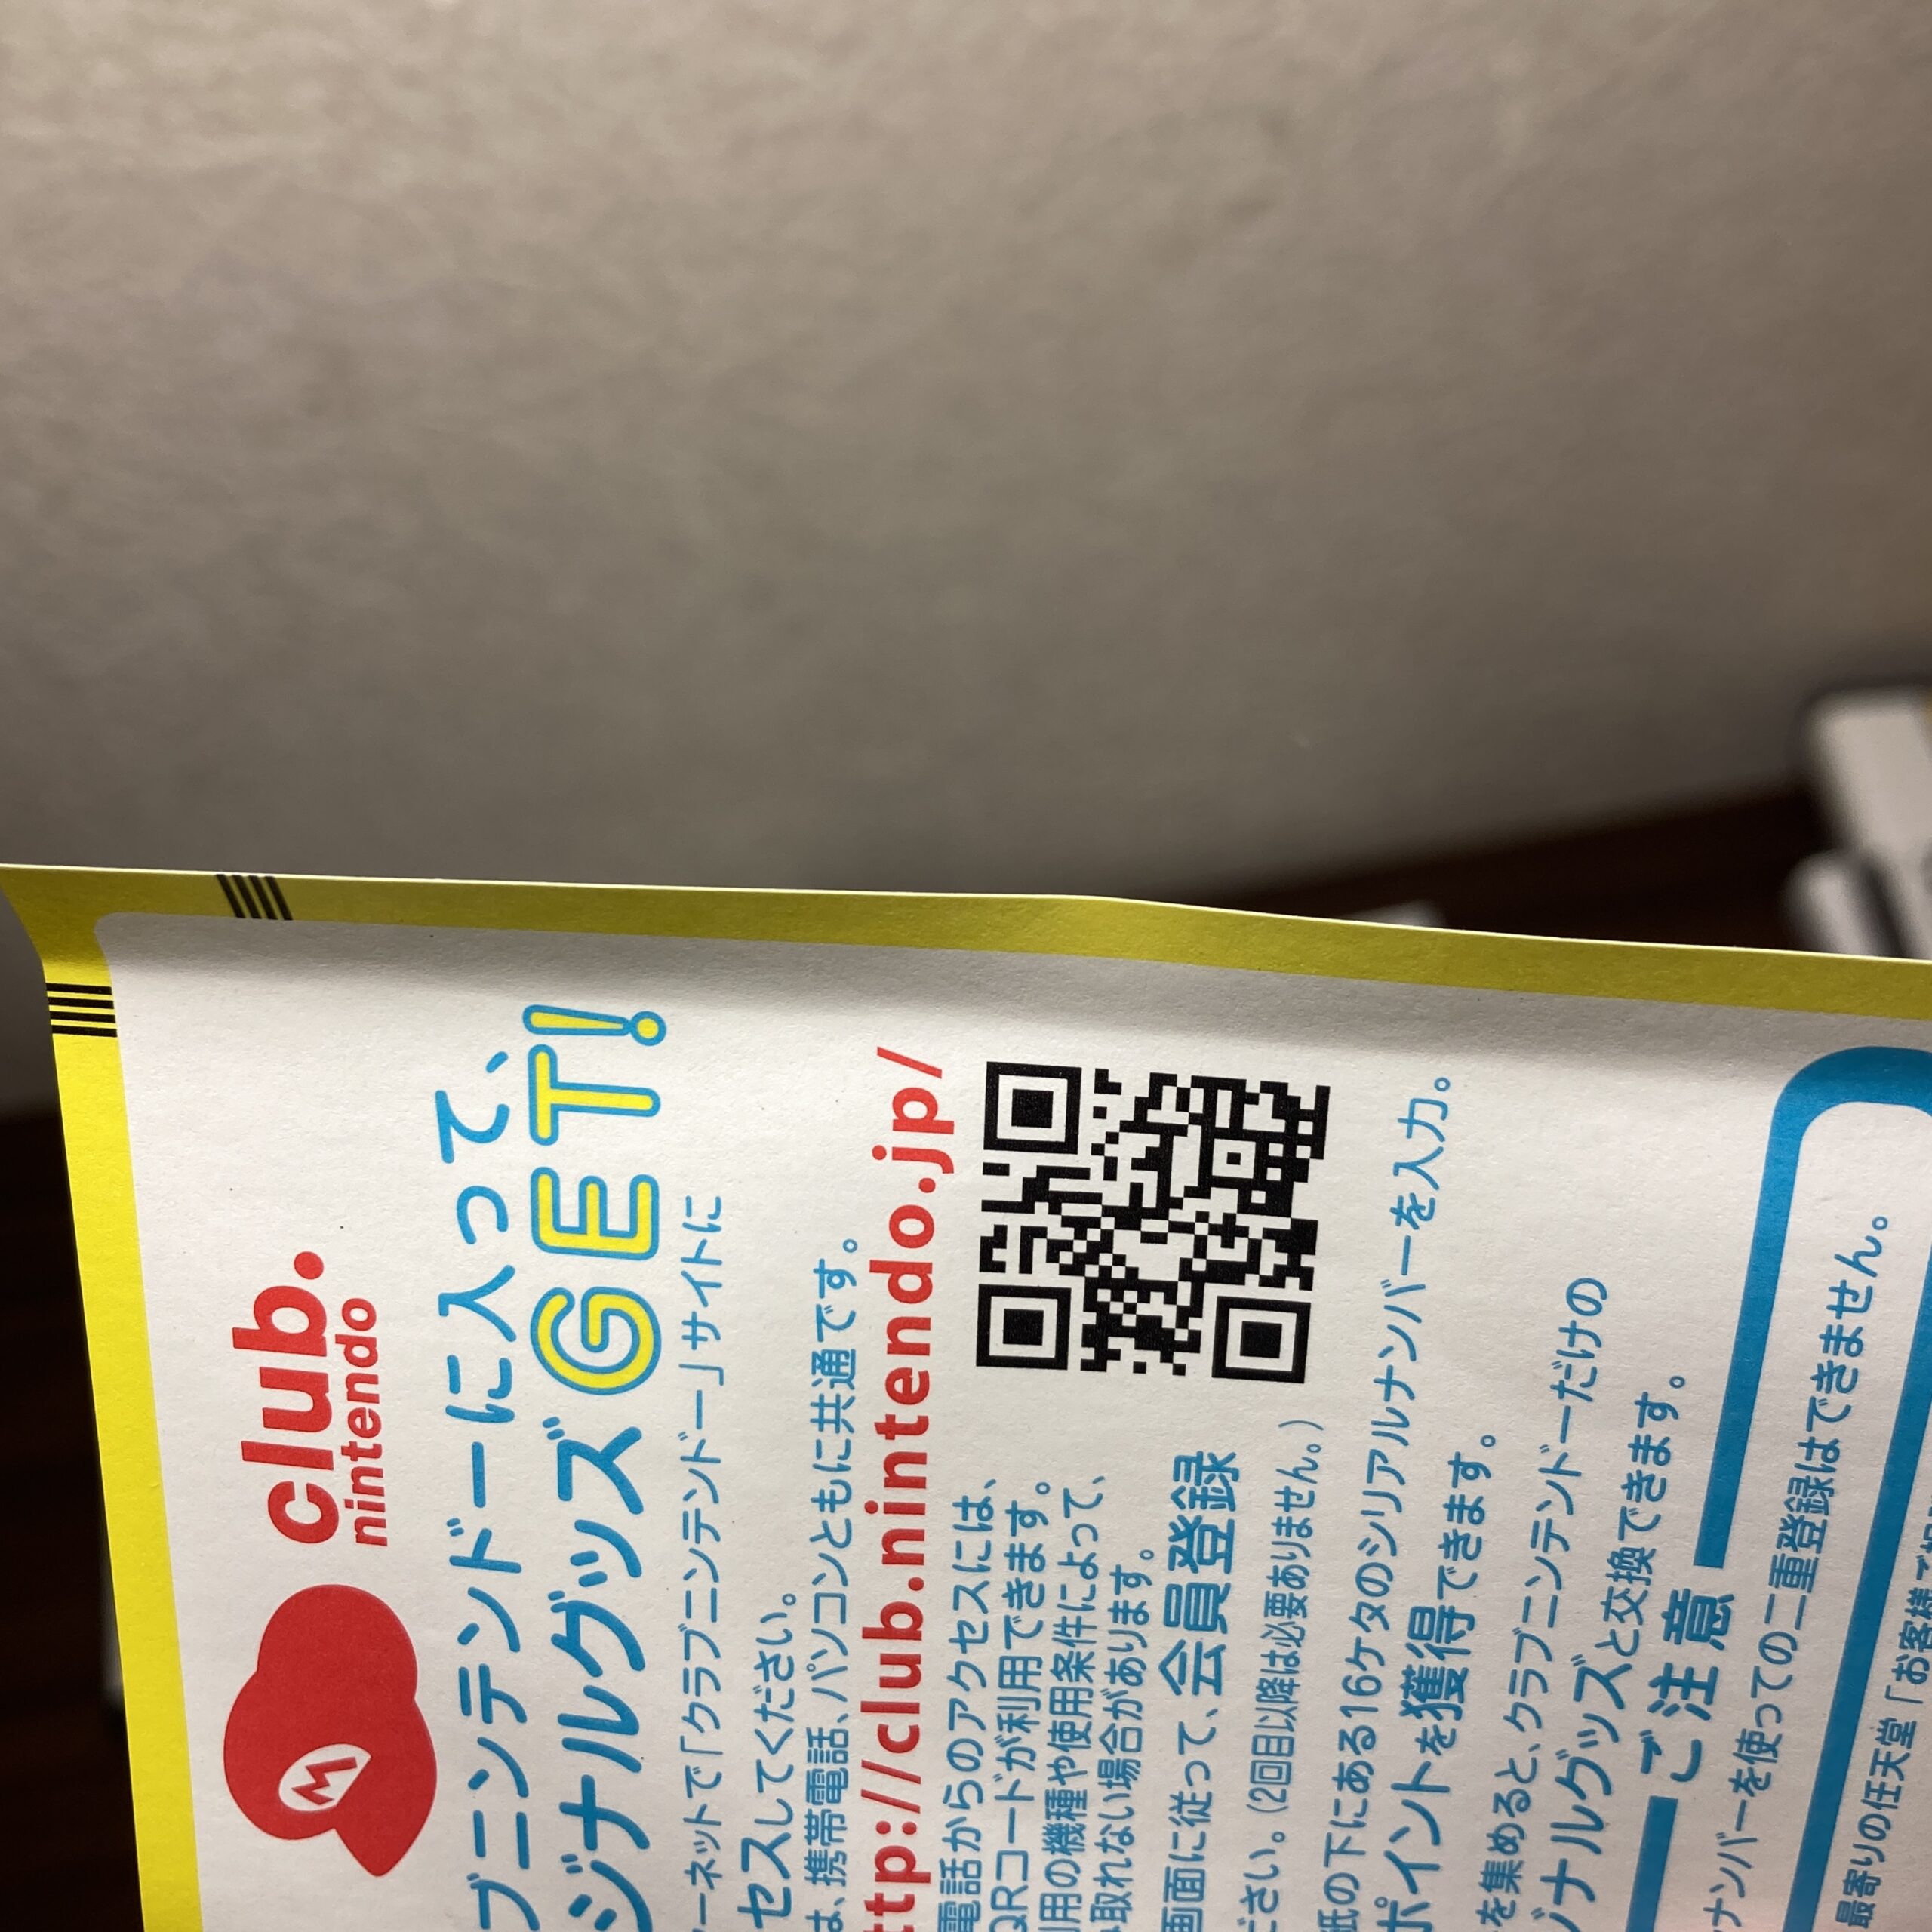 club.
nintendo
ブニンテンドーに入って、
ジナルグッズGET!
ーネットで「クラブニンテンドー」サイトに
セスしてください。
は、携帯電話、パソコンともに共通です。
ttp://club.nintendo.jp/
電話からのアクセスには、
QRコードが利用できます。
用の機種や使用条件によって、
取れない場合があります。
画面に従って、会員登録
ださい。(2回目以降は必要ありません。)
紙の下にある16ケタのシリアルナンバーを入力。
ポイントを獲得できます。
を集めると、クラブニンテンドーだけの
ジナルグッズと交換できます。
ご注意
ナンバーを使っての二重登録はできません。
最寄りの任天堂「お客様ご相